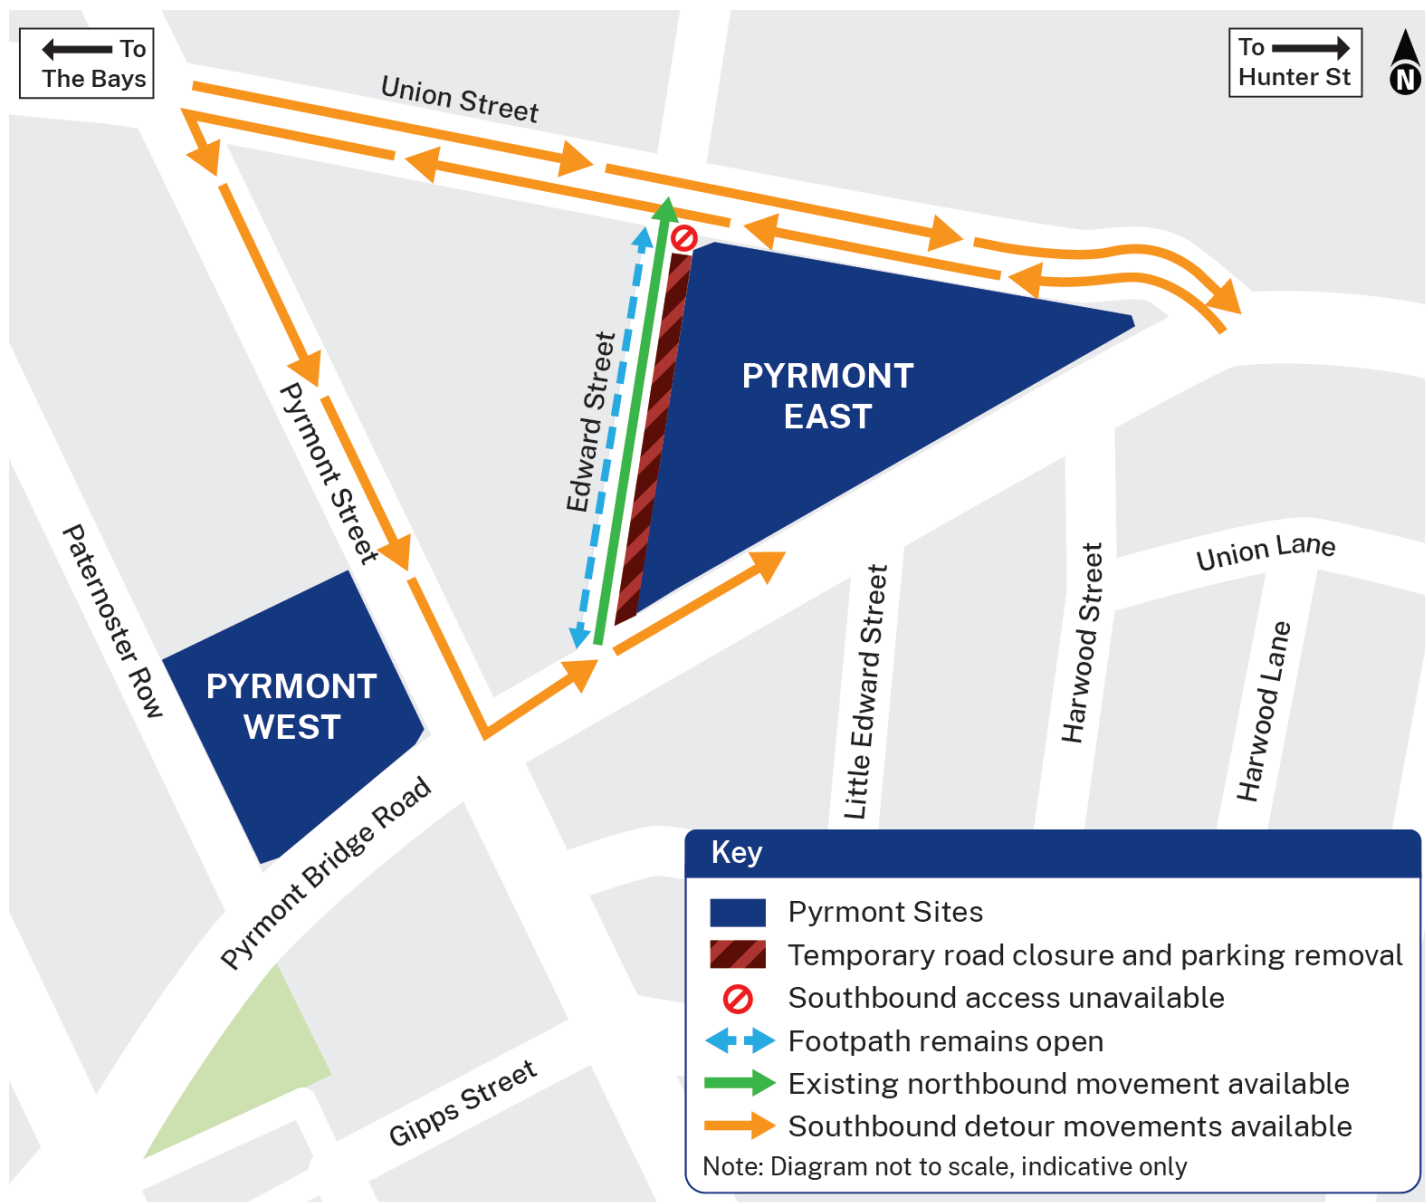 To
The Bays
To
Hunter St
N
Union Street
Edward Street
PYRMONT
EAST
Pyrmont Street
Paternoster Row
PYRMONT
WEST
Pyrmont Bridge Road
Union Lane
Little Edward Street
Harwood Street
Harwood Lane
Gipps Street
Key
Pyrmont Sites
Temporary road closure and parking removal
Southbound access unavailable
Footpath remains open
Existing northbound movement available
Southbound detour movements available
Note: Diagram not to scale, indicative only